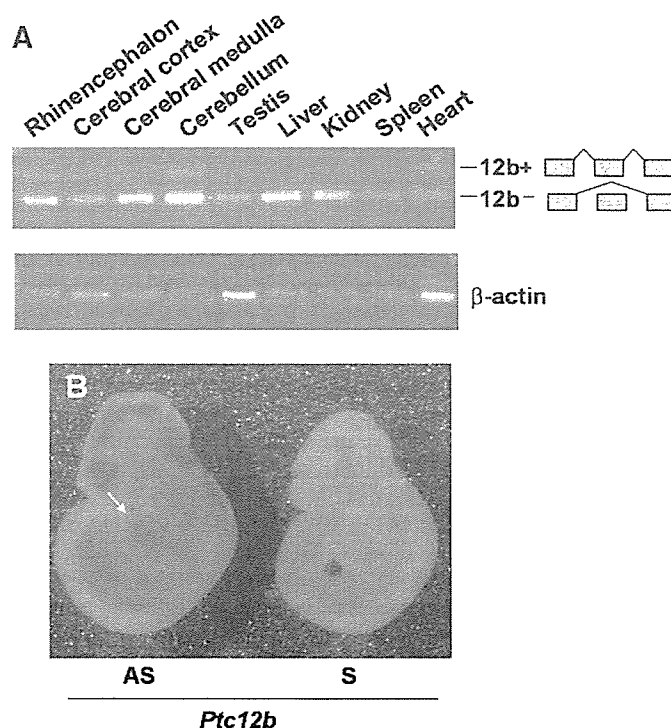 A
Rhinencephalon
Cerebral cortex
Cerebral medulla
Cerebellum
Testis
Liver
Kidney
Spleen
Heart
12b+
12b−
β-actin
B
AS
S
Ptc12b